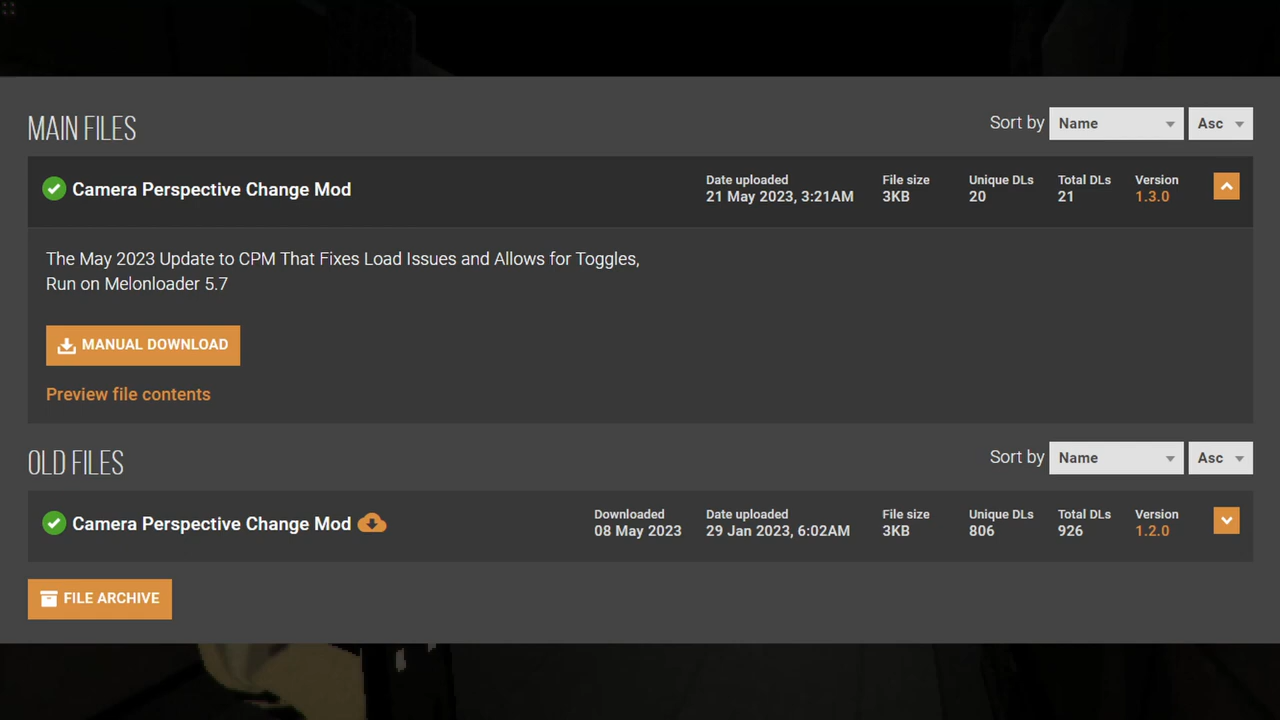 MAIN FILES
Sort by Name Asc
Camera Perspective Change Mod
Date uploaded File size Unique DLs Total DLs Version
21 May 2023, 3:21AM 3KB 20 21 1.3.0
The May 2023 Update to CPM That Fixes Load Issues and Allows for Toggles,
Run on Melonloader 5.7
MANUAL DOWNLOAD
Preview file contents
OLD FILES
Sort by Name Asc
Camera Perspective Change Mod
Downloaded Date uploaded File size Unique DLs Total DLs Version
08 May 2023 29 Jan 2023, 6:02AM 3KB 806 926 1.2.0
FILE ARCHIVE